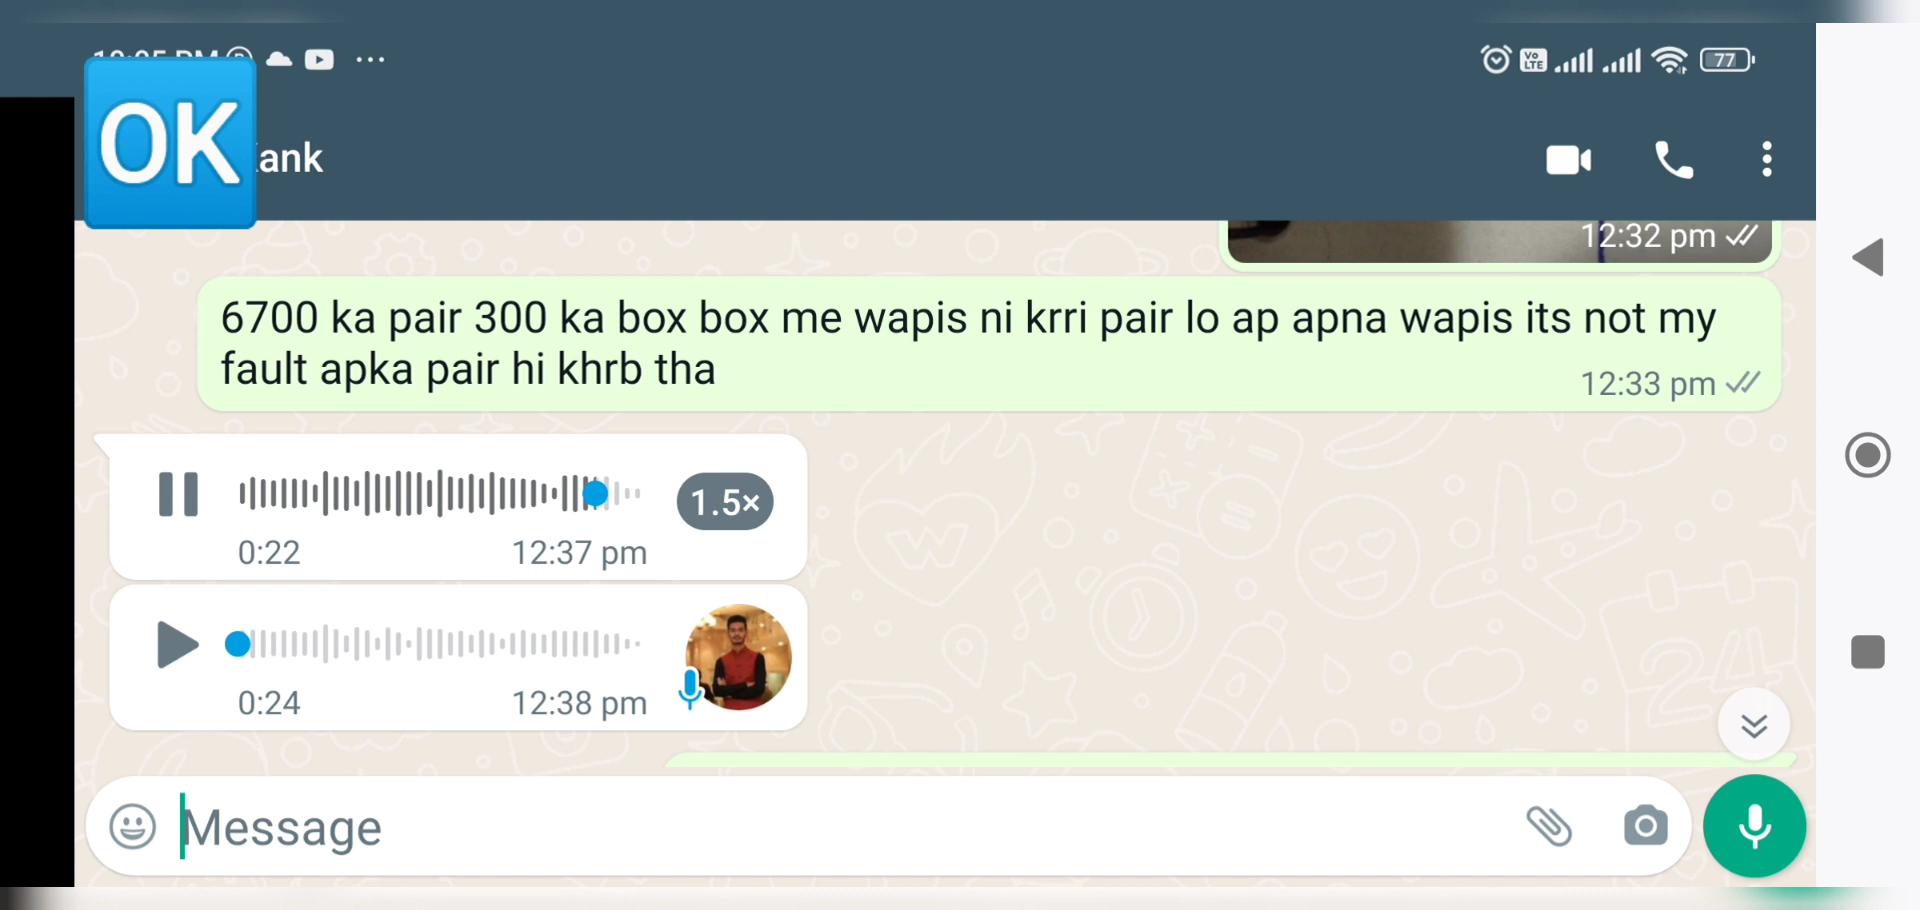 OK
ank
VoLTE
77
12:32 pm
6700 ka pair 300 ka box box me wapis ni krri pair lo ap apna wapis its not my
fault apka pair hi khrb tha
12:33 pm
1.5×
0:22 12:37 pm
0:24 12:38 pm
Message